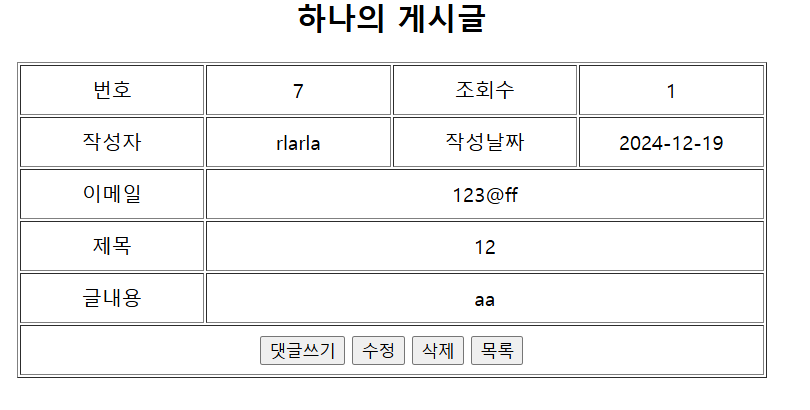 하나의 게시글
번호 7 조회수 1
작성자 rlarla 작성날짜 2024-12-19
이메일 123@ff
제목 12
글내용 aa
댓글쓰기 수정 삭제 목록